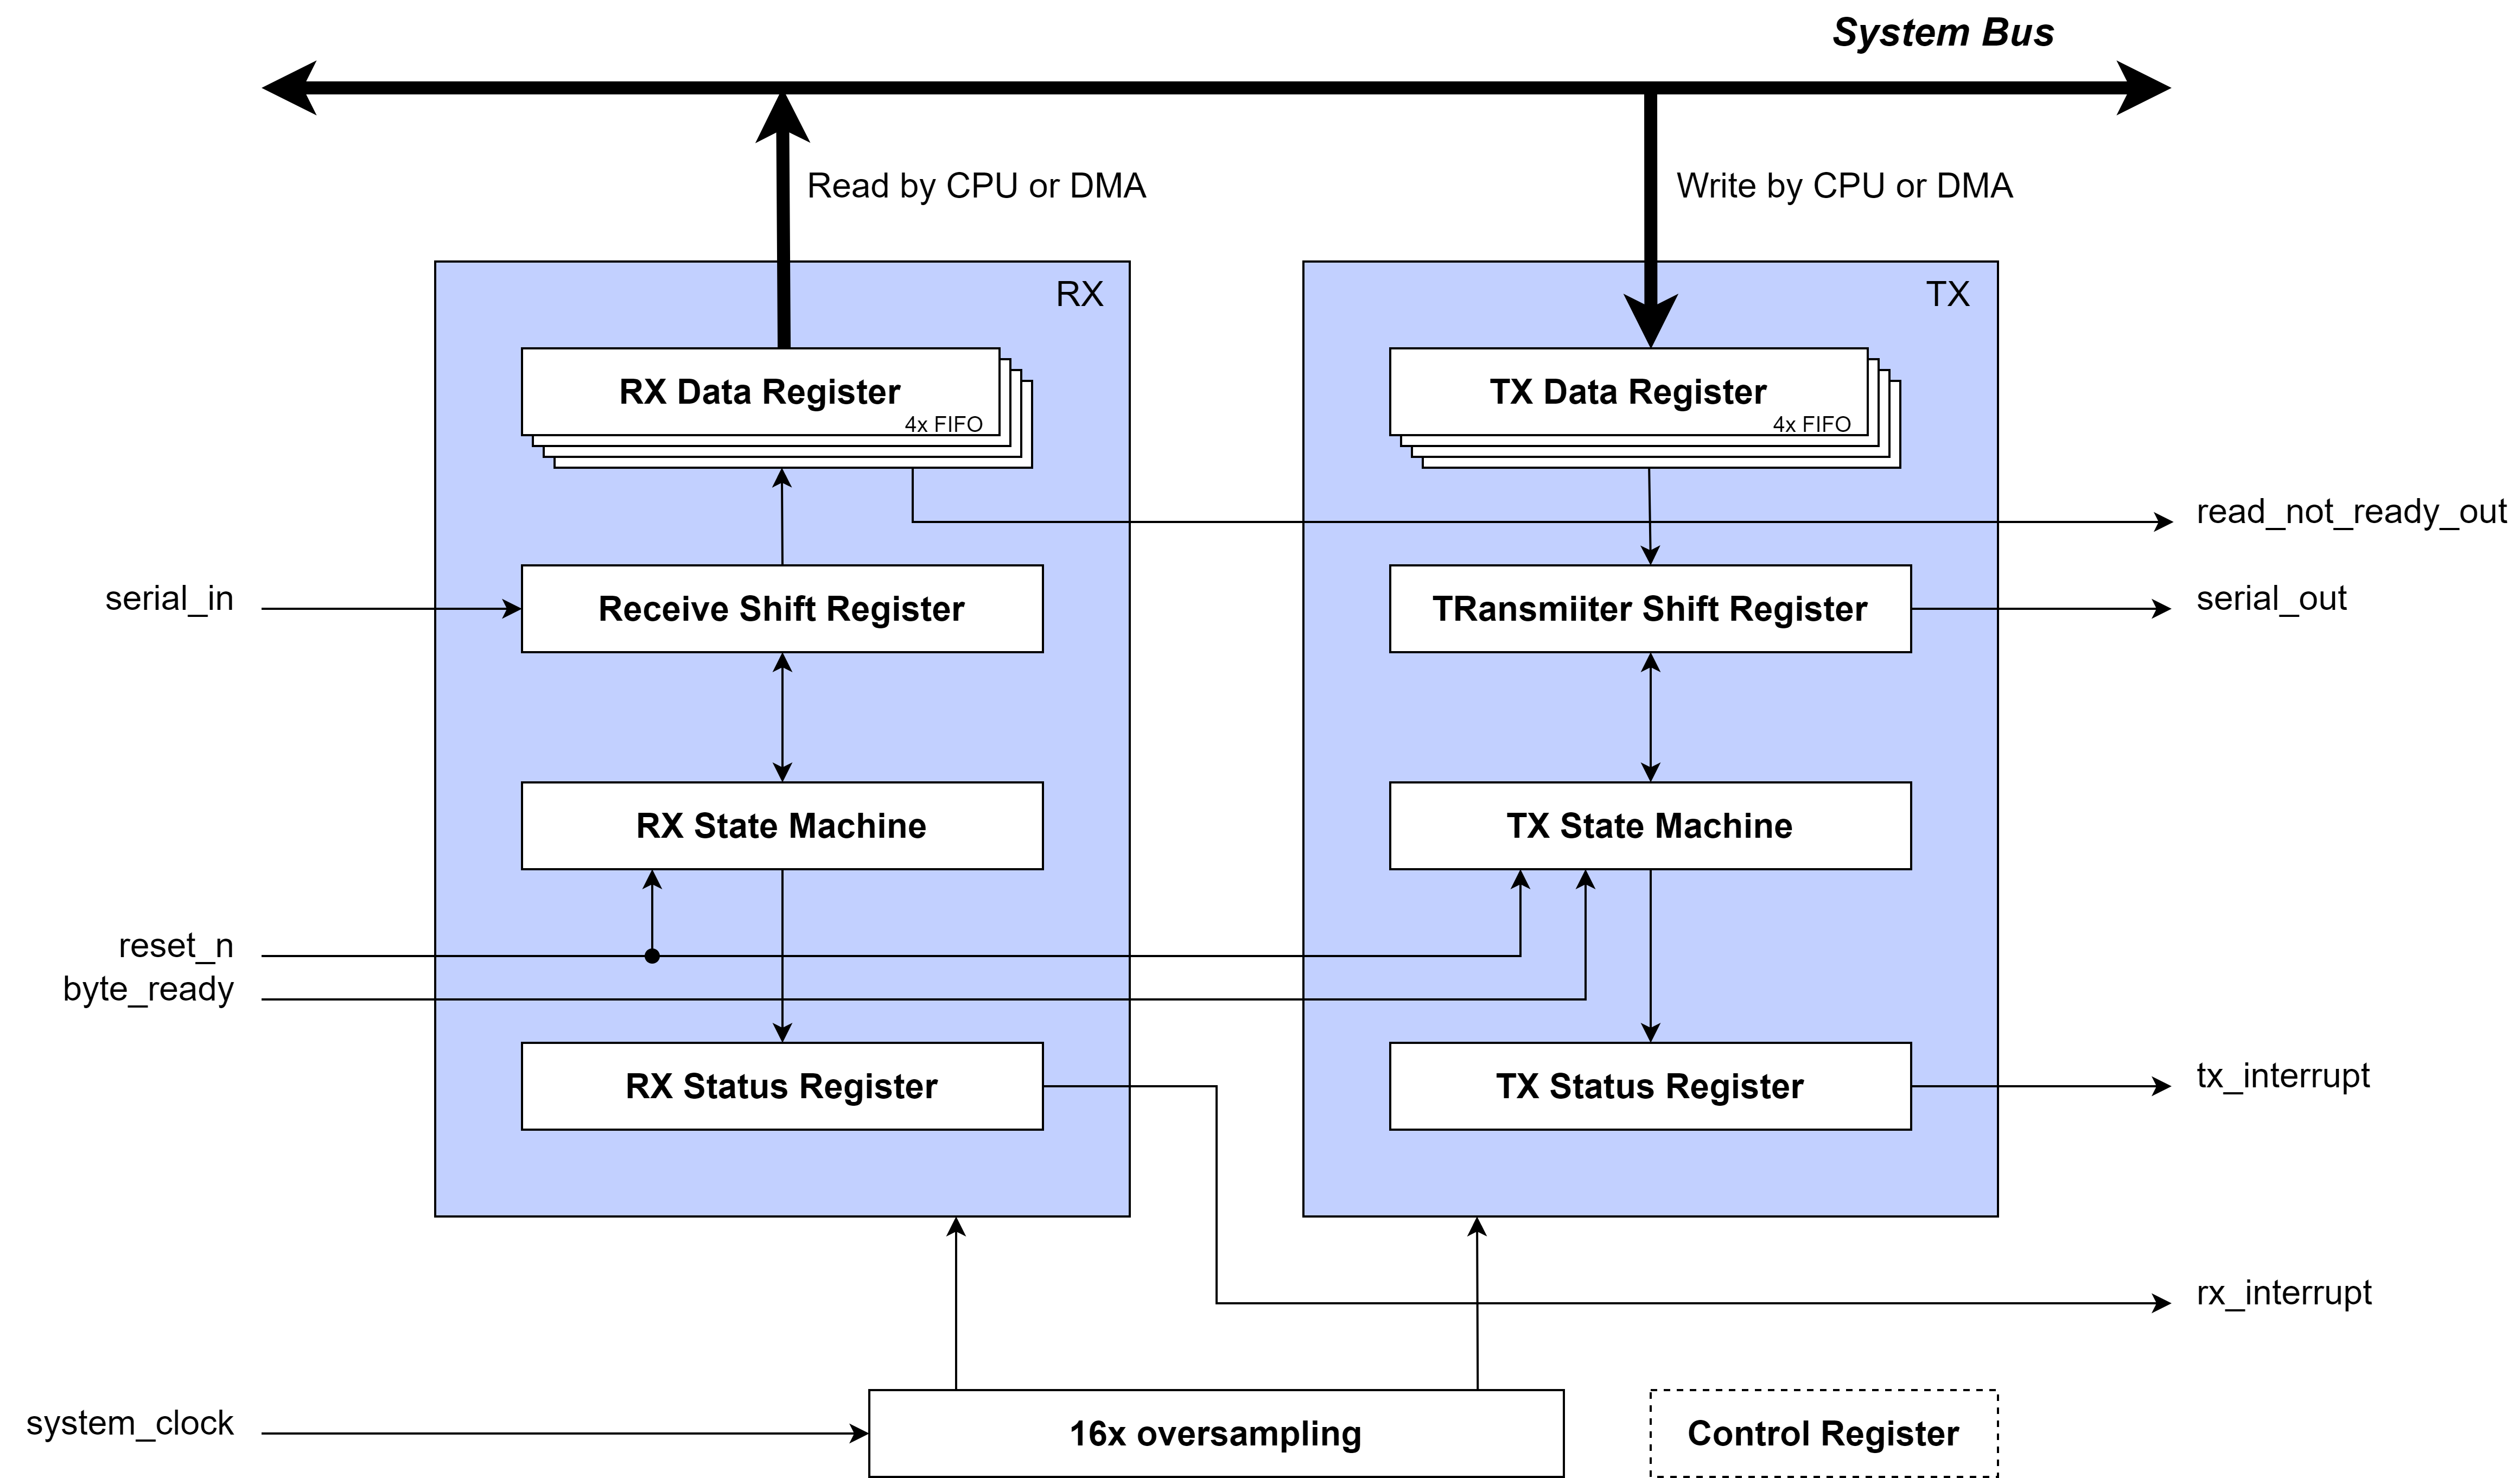 System Bus
Read by CPU or DMA
Write by CPU or DMA
RX
TX
RX Data Register
4x FIFO
TX Data Register
4x FIFO
read_not_ready_out
serial_in
Receive Shift Register
TRansmiiter Shift Register
serial_out
RX State Machine
TX State Machine
reset_n
byte_ready
RX Status Register
TX Status Register
tx_interrupt
rx_interrupt
system_clock
16x oversampling
Control Register